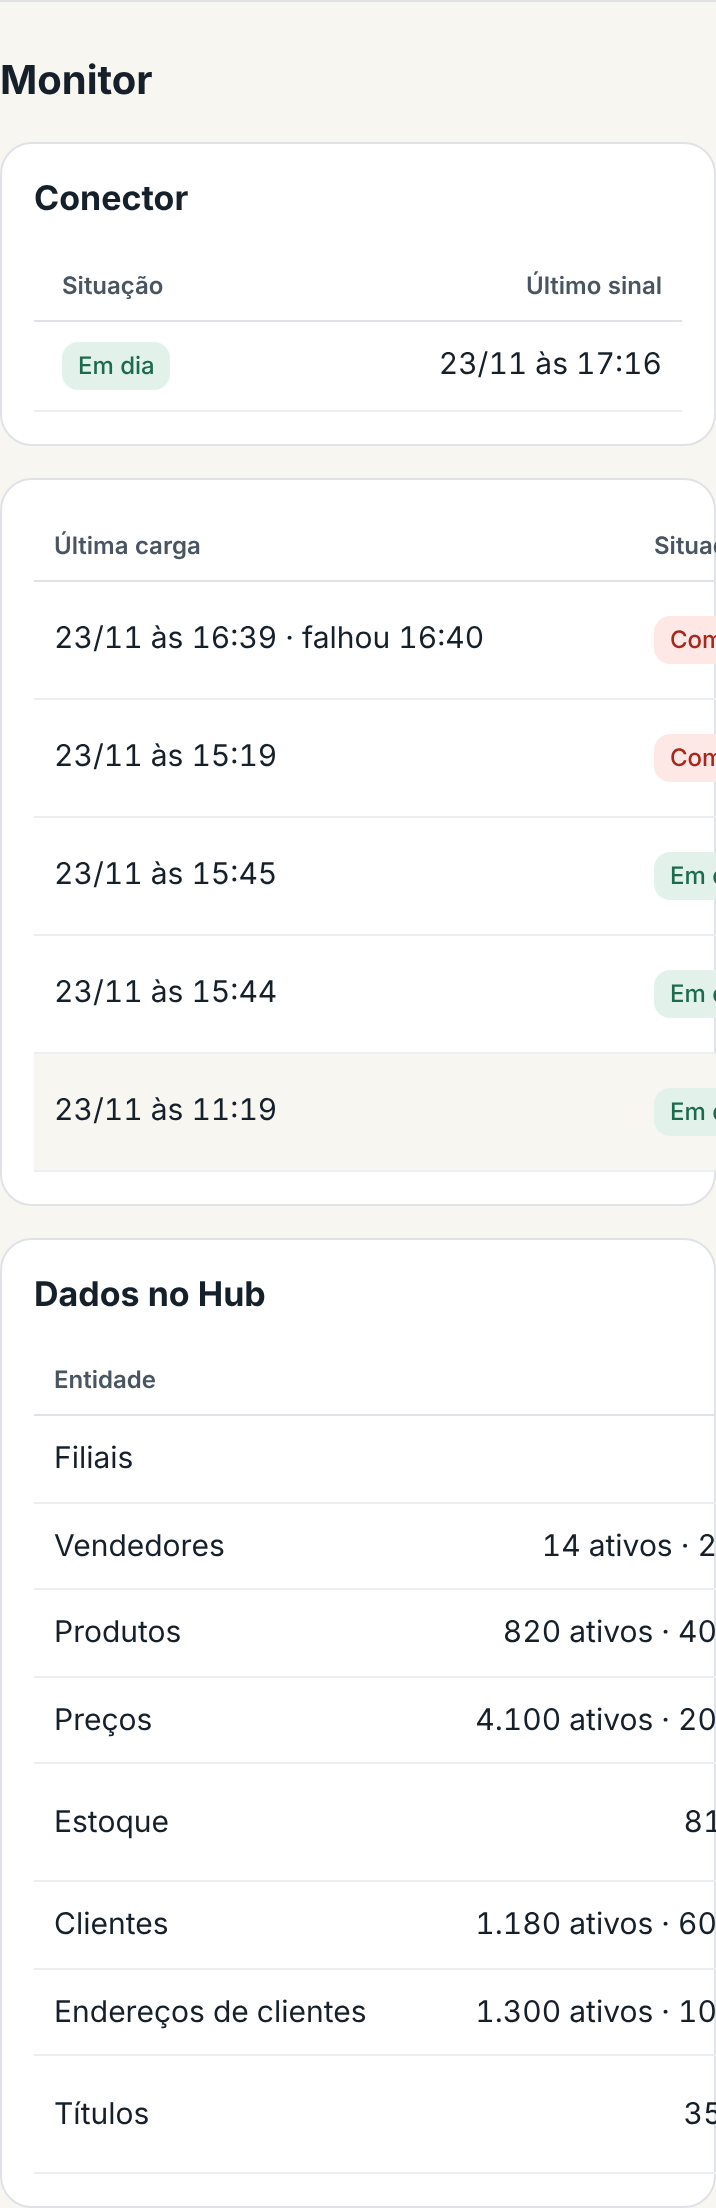 Monitor
Conector
Situação Último sinal
Em dia 23/11 às 17:16
Última carga
23/11 às 16:39 · falhou 16:40
23/11 às 15:19
23/11 às 15:45
23/11 às 15:44
23/11 às 11:19
Dados no Hub
Entidade
Filiais
Vendedores 14 ativos ·
Produtos 820 ativos ·
Preços 4.100 ativos ·
Estoque
Clientes 1.180 ativos ·
Endereços de clientes 1.300 ativos ·
Títulos